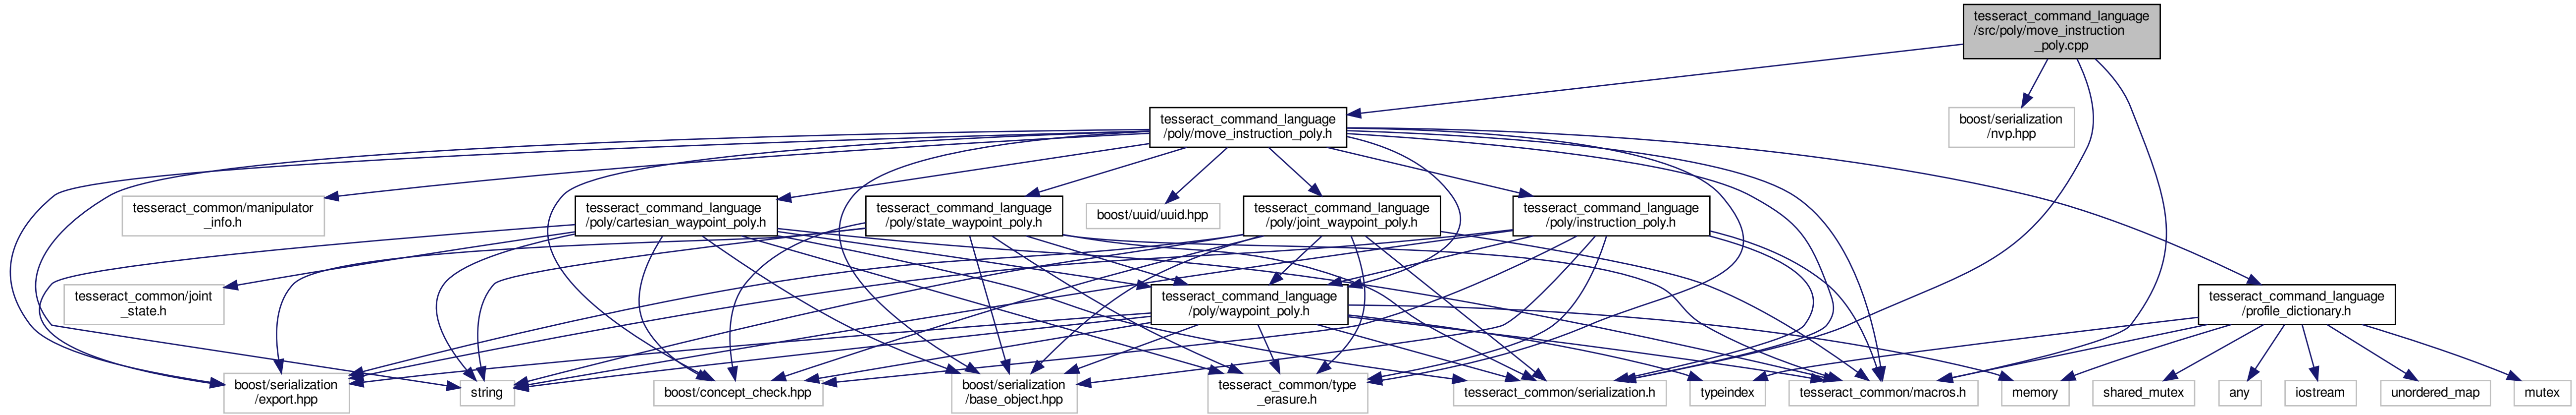 tesseract_command_language
/src/poly/move_instruction
_poly.cpp
tesseract_command_language
/poly/move_instruction_poly.h
boost/serialization
/nvp.hpp
tesseract_common/manipulator
_info.h
tesseract_command_language
/poly/cartesian_waypoint_poly.h
tesseract_command_language
/poly/state_waypoint_poly.h
boost/uuid/uuid.hpp
tesseract_command_language
/poly/joint_waypoint_poly.h
tesseract_command_language
/poly/instruction_poly.h
tesseract_common/joint
_state.h
tesseract_command_language
/poly/waypoint_poly.h
tesseract_command_language
/profile_dictionary.h
boost/serialization
/export.hpp
string
boost/concept_check.hpp
boost/serialization
/base_object.hpp
tesseract_common/type
_erasure.h
tesseract_common/serialization.h
typeindex
tesseract_common/macros.h
memory
shared_mutex
any
iostream
unordered_map
mutex